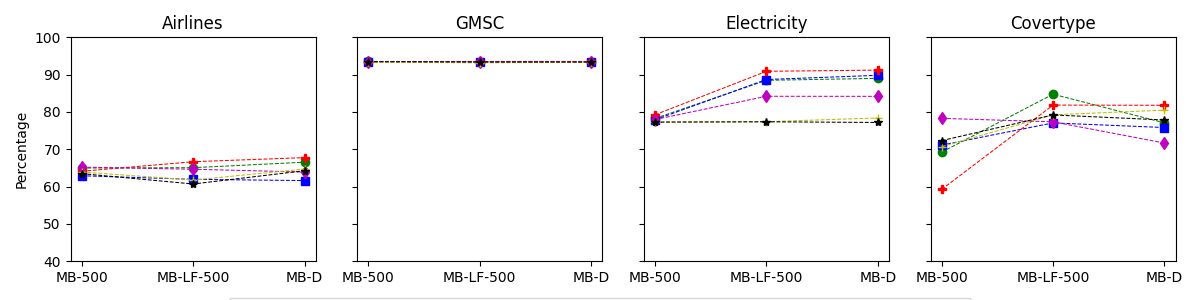 Airlines GMSC Electricity Covertype
100
90
80
70
60
50
40
Percentage
MB-500 MB-LF-500 MB-D MB-500 MB-LF-500 MB-D MB-500 MB-LF-500 MB-D MB-500 MB-LF-500 MB-D